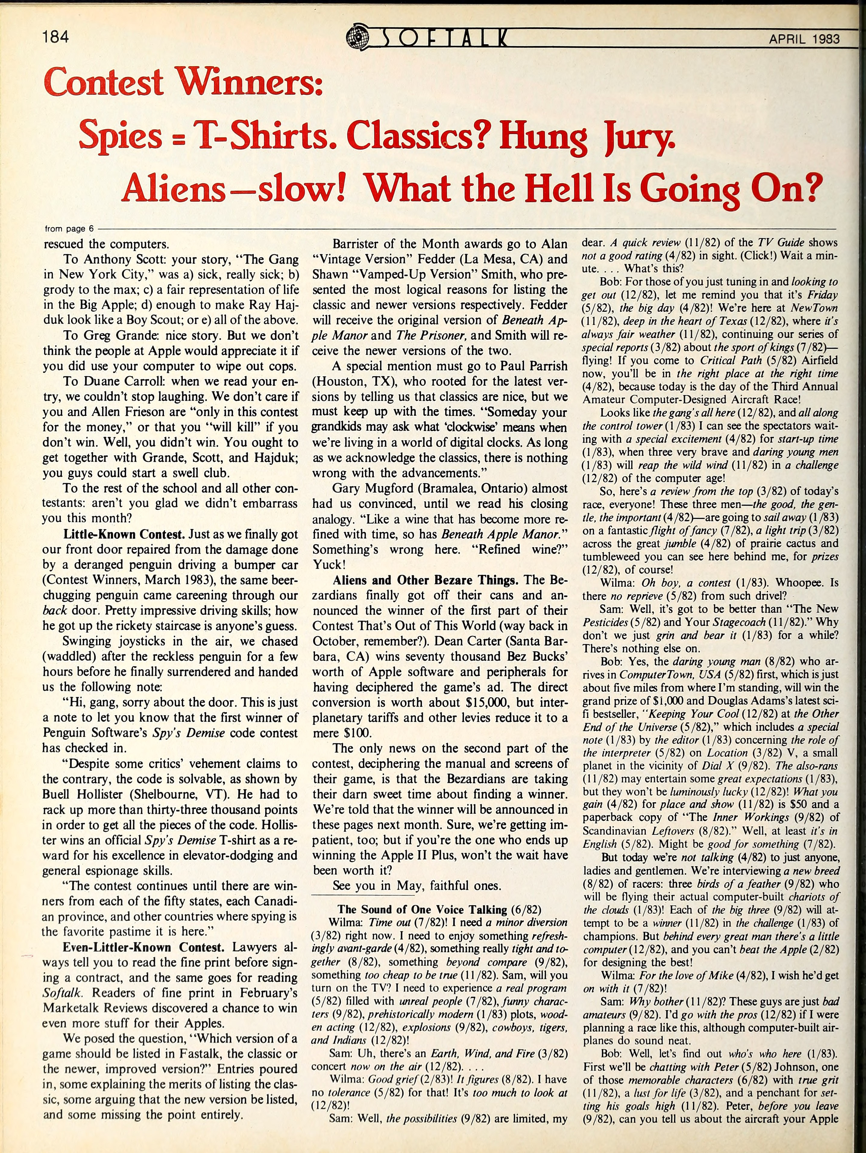 184
SOFTALK
APRIL 1983
Contest Winners:
Spies = T-Shirts. Classics? Hung Jury.
Aliens—slow! What the Hell Is Going On?
from page 6
rescued the computers.
To Anthony Scott: your story, "The Gang
in New York City," was a) sick, really sick; b)
grody to the max; c) a fair representation of life
in the Big Apple; d) enough to make Ray Haj-
duk look like a Boy Scout; or e) all of the above.
To Greg Grande: nice story. But we don't
think the people at Apple would appreciate it if
you did use your computer to wipe out cops.
To Duane Carroll: when we read your en-
try, we couldn't stop laughing. We don't care if
you and Allen Frieson are "only in this contest
for the money," or that you "will kill" if you
don't win. Well, you didn't win. You ought to
get together with Grande, Scott, and Hajduk;
you guys could start a swell club.
To the rest of the school and all other con-
testants: aren't you glad we didn't embarrass
you this month?
Little-Known Contest. Just as we finally got
our front door repaired from the damage done
by a deranged penguin driving a bumper car
(Contest Winners, March 1983), the same beer-
chugging penguin came careening through our
back door. Pretty impressive driving skills; how
he got up the rickety staircase is anyone's guess.
Swinging joysticks in the air, we chased
(waddled) after the reckless penguin for a few
hours before he finally surrendered and handed
us the following note:
"Hi, gang, sorry about the door. This is just
a note to let you know that the first winner of
Penguin Software's Spy's Demise code contest
has checked in.
"Despite some critics' vehement claims to
the contrary, the code is solvable, as shown by
Buell Hollister (Shelbourne, VT). He had to
rack up more than thirty-three thousand points
in order to get all the pieces of the code. Hollis-
ter wins an official Spy's Demise T-shirt as a re-
ward for his excellence in elevator-dodging and
general espionage skills.
"The contest continues until there are win-
ners from each of the fifty states, each Canadi-
an province, and other countries where spying is
the favorite pastime it is here."
Even-Littler-Known Contest. Lawyers al-
ways tell you to read the fine print before sign-
ing a contract, and the same goes for reading
Softalk. Readers of fine print in February's
Marketalk Reviews discovered a chance to win
even more stuff for their Apples.
We posed the question, "Which version of a
game should be listed in Fastalk, the classic or
the newer, improved version?" Entries poured
in, some explaining the merits of listing the clas-
sic, some arguing that the new version be listed,
and some missing the point entirely.
Barrister of the Month awards go to Alan
"Vintage Version" Fedder (La Mesa, CA) and
Shawn "Vamped-Up Version" Smith, who pre-
sented the most logical reasons for listing the
classic and newer versions respectively. Fedder
will receive the original version of Beneath Ap-
ple Manor and The Prisoner, and Smith will re-
ceive the newer versions of the two.
A special mention must go to Paul Parrish
(Houston, TX), who rooted for the latest ver-
sions by telling us that classics are nice, but we
must keep up with the times. "Someday your
grandkids may ask what 'clockwise' means when
we're living in a world of digital clocks. As long
as we acknowledge the classics, there is nothing
wrong with the advancements."
Gary Mugford (Bramalea, Ontario) almost
had us convinced, until we read his closing
analogy. "Like a wine that has become more re-
fined with time, so has Beneath Apple Manor."
Something's wrong here. "Refined wine?"
Yuck!
Aliens and Other Bezare Things. The Be-
zardians finally got off their cans and an-
nounced the winner of the first part of their
Contest That's Out of This World (way back in
October, remember?). Dean Carter (Santa Bar-
bara, CA) wins seventy thousand Bez Bucks'
worth of Apple software and peripherals for
having deciphered the game's ad. The direct
conversion is worth about $15,000, but inter-
planetary tariffs and other levies reduce it to a
mere $100.
The only news on the second part of the
contest, deciphering the manual and screens of
their game, is that the Bezardians are taking
their darn sweet time about finding a winner.
We're told that the winner will be announced in
these pages next month. Sure, we're getting im-
patient, too; but if you're the one who ends up
winning the Apple II Plus, won't the wait have
been worth it?
See you in May, faithful ones.
The Sound of One Voice Talking (6/82)
Wilma: Time out (7/82)! I need a minor diversion
(3/82) right now. I need to enjoy something refresh-
ingly avant-garde (4/82), something really tight and to-
gether (8/82), something beyond compare (9/82),
something too cheap to be true (11/82). Sam, will you
turn on the TV? I need to experience a real program
(5/82) filled with unreal people (7/82), funny charac-
ters (9/82), prehistorically modern (1/83) plots, wood-
en acting (12/82), explosions (9/82), cowboys, tigers,
and Indians (12/82)!
Sam: Uh, there's an Earth, Wind, and Fire (3/82)
concert now on the air (12/82). . . .
Wilma: Good grief (2/83)! It figures (8/82). I have
no tolerance (5/82) for that! It's too much to look at
(12/82)!
Sam: Well, the possibilities (9/82) are limited, my
dear. A quick review (11/82) of the TV Guide shows
not a good rating (4/82) in sight. (Click!) Wait a min-
ute. . . . What's this?
Bob: For those of you just tuning in and looking to
get out (12/82), let me remind you that it's Friday
(5/82), the big day (4/82)! We're here at NewTown
(11/82), deep in the heart of Texas (12/82), where it's
always fair weather (11/82), continuing our series of
special reports (3/82) about the sport of kings (7/82)—
flying! If you come to Critical Path (5/82) Airfield
now, you'll be in the right place at the right time
(4/82), because today is the day of the Third Annual
Amateur Computer-Designed Aircraft Race!
Looks like the gang's all here (12/82), and all along
the control tower (1/83) I can see the spectators wait-
ing with a special excitement (4/82) for start-up time
(1/83), when three very brave and daring young men
(1/83) will reap the wild wind (11/82) in a challenge
(12/82) of the computer age!
So, here's a review from the top (3/82) of today's
race, everyone! These three men—the good, the gen-
tle, the important (4/82)—are going to sail away (1/83)
on a fantastic flight of fancy (7/82), a light trip (3/82)
across the great jumble (4/82) of prairie cactus and
tumbleweed you can see here behind me, for prizes
(12/82), of course!
Wilma: Oh boy, a contest (1/83). Whoopee. Is
there no reprieve (5/82) from such drivel?
Sam: Well, it's got to be better than "The New
Pesticides (5/82) and Your Stagecoach (11/82)." Why
don't we just grin and bear it (1/83) for a while?
There's nothing else on.
Bob: Yes, the daring young man (8/82) who ar-
rives in ComputerTown, USA (5/82) first, which is just
about five miles from where I'm standing, will win the
grand prize of $1,000 and Douglas Adams's latest sci-
fi bestseller, "Keeping Your Cool (12/82) at the Other
End of the Universe (5/82)," which includes a special
note (1/83) by the editor (1/83) concerning the role of
the interpreter (5/82) on Location (3/82) V, a small
planet in the vicinity of Dial X (9/82). The also-rans
(11/82) may entertain some great expectations (1/83),
but they won't be luminously lucky (12/82)! What you
gain (4/82) for place and show (11/82) is $50 and a
paperback copy of "The Inner Workings (9/82) of
Scandinavian Leftovers (8/82)." Well, at least it's in
English (5/82). Might be good for something (7/82).
But today we're not talking (4/82) to just anyone,
ladies and gentlemen. We're interviewing a new breed
(8/82) of racers: three birds of a feather (9/82) who
will be flying their actual computer-built chariots of
the clouds (1/83)! Each of the big three (9/82) will at-
tempt to be a winner (11/82) in the challenge (1/83) of
champions. But behind every great man there's a little
computer (12/82), and you can't beat the Apple (2/82)
for designing the best!
Wilma: For the love of Mike (4/82), I wish he'd get
on with it (7/82)!
Sam: Why bother (11/82)? These guys are just bad
amateurs (9/82). I'd go with the pros (12/82) if I were
planning a race like this, although computer-built air-
planes do sound neat.
Bob: Well, let's find out who's who here (1/83).
First we'll be chatting with Peter (5/82) Johnson, one
of those memorable characters (6/82) with true grit
(11/82), a lust for life (3/82), and a penchant for set-
ting his goals high (11/82). Peter, before you leave
(9/82), can you tell us about the aircraft your Apple